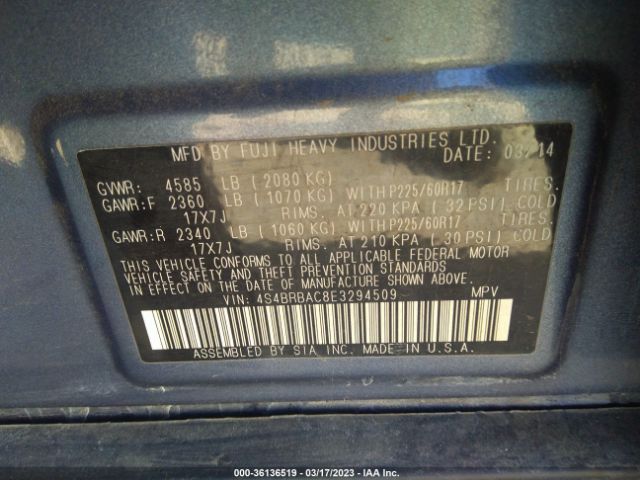 MFD BY FUJI HEAVY INDUSTRIES LTD.
DATE: 03/14
GVWR: 4585 LB ( 2080 KG)
GAWR:F 2360 LB ( 1070 KG) WITH P225/60R17 TIRES,
17X7J RIMS, AT 220 KPA ( 32 PSI) COLD
GAWR:R 2340 LB ( 1060 KG) WITH P225/60R17 TIRES,
17X7J RIMS, AT 210 KPA ( 30 PSI) COLD
THIS VEHICLE CONFORMS TO ALL APPLICABLE FEDERAL MOTOR
VEHICLE SAFETY AND THEFT PREVENTION STANDARDS
IN EFFECT ON THE DATE OF MANUFACTURE SHOWN ABOVE.
VIN: 4S4BRBAC8E3294509 MPV
ASSEMBLED BY SIA INC. MADE IN U.S.A.
000-36136519 - 03/17/2023 - IAA Inc.